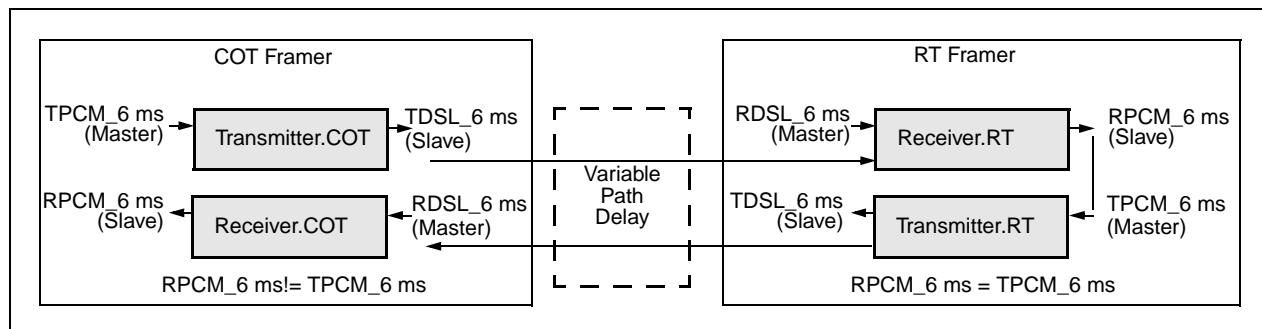 COT Framer
TPCM_6 ms
(Master)
Transmitter.COT
TDSL_6 ms
(Slave)
RPCM_6 ms
(Slave)
Receiver.COT
RDSL_6 ms
(Master)
RPCM_6 ms!= TPCM_6 ms
Variable
Path
Delay
RT Framer
RDSL_6 ms
(Master)
Receiver.RT
RPCM_6 ms
(Slave)
TDSL_6 ms
(Slave)
Transmitter.RT
TPCM_6 ms
(Master)
RPCM_6 ms = TPCM_6 ms